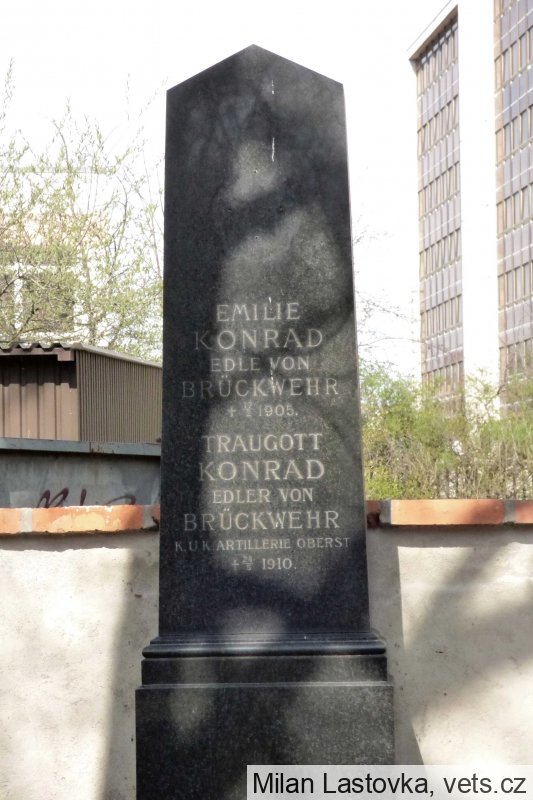 EMILIE
KONRAD
EDLE VON
BRÜCKWEHR
+ 1905.
TRAUGOTT
KONRAD
EDLER VON
BRÜCKWEHR
K.U.K. ARTILLERIE OBERST
+ 1910.
Milan Lastovka, vets.cz